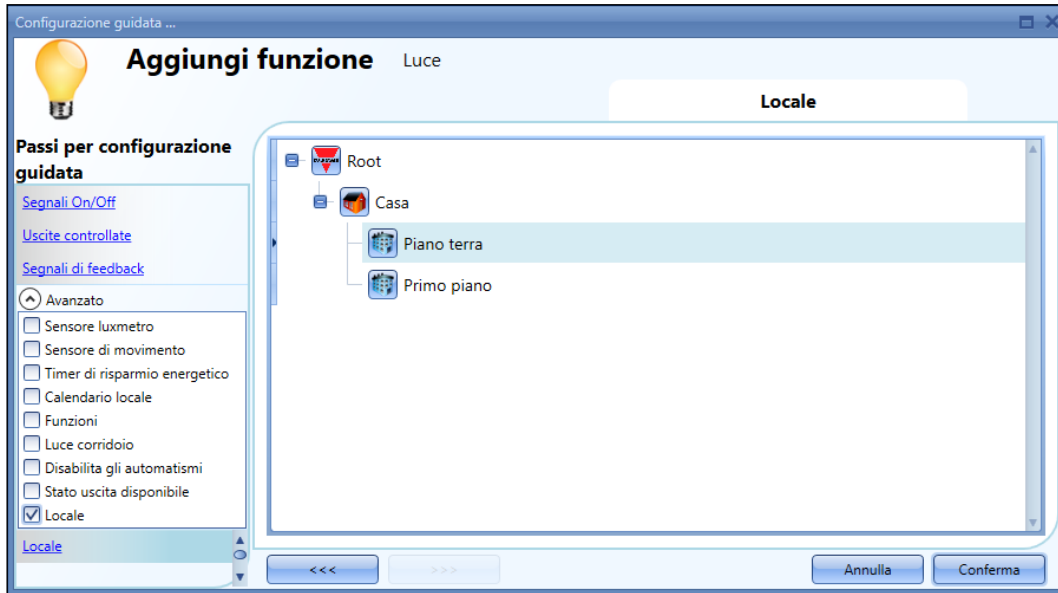 Configurazione guidata ...
Aggiungi funzione Luce
Locale
Passi per configurazione
guidata
Segnali On/Off
Uscite controllate
Segnali di feedback
Avanzato
Sensore luxmetro
Sensore di movimento
Timer di risparmio energetico
Calendario locale
Funzioni
Luce corridoio
Disabilita gli automatismi
Stato uscita disponibile
Locale
Locale
Root
Casa
Piano terra
Primo piano
<<< >>> Annulla Conferma